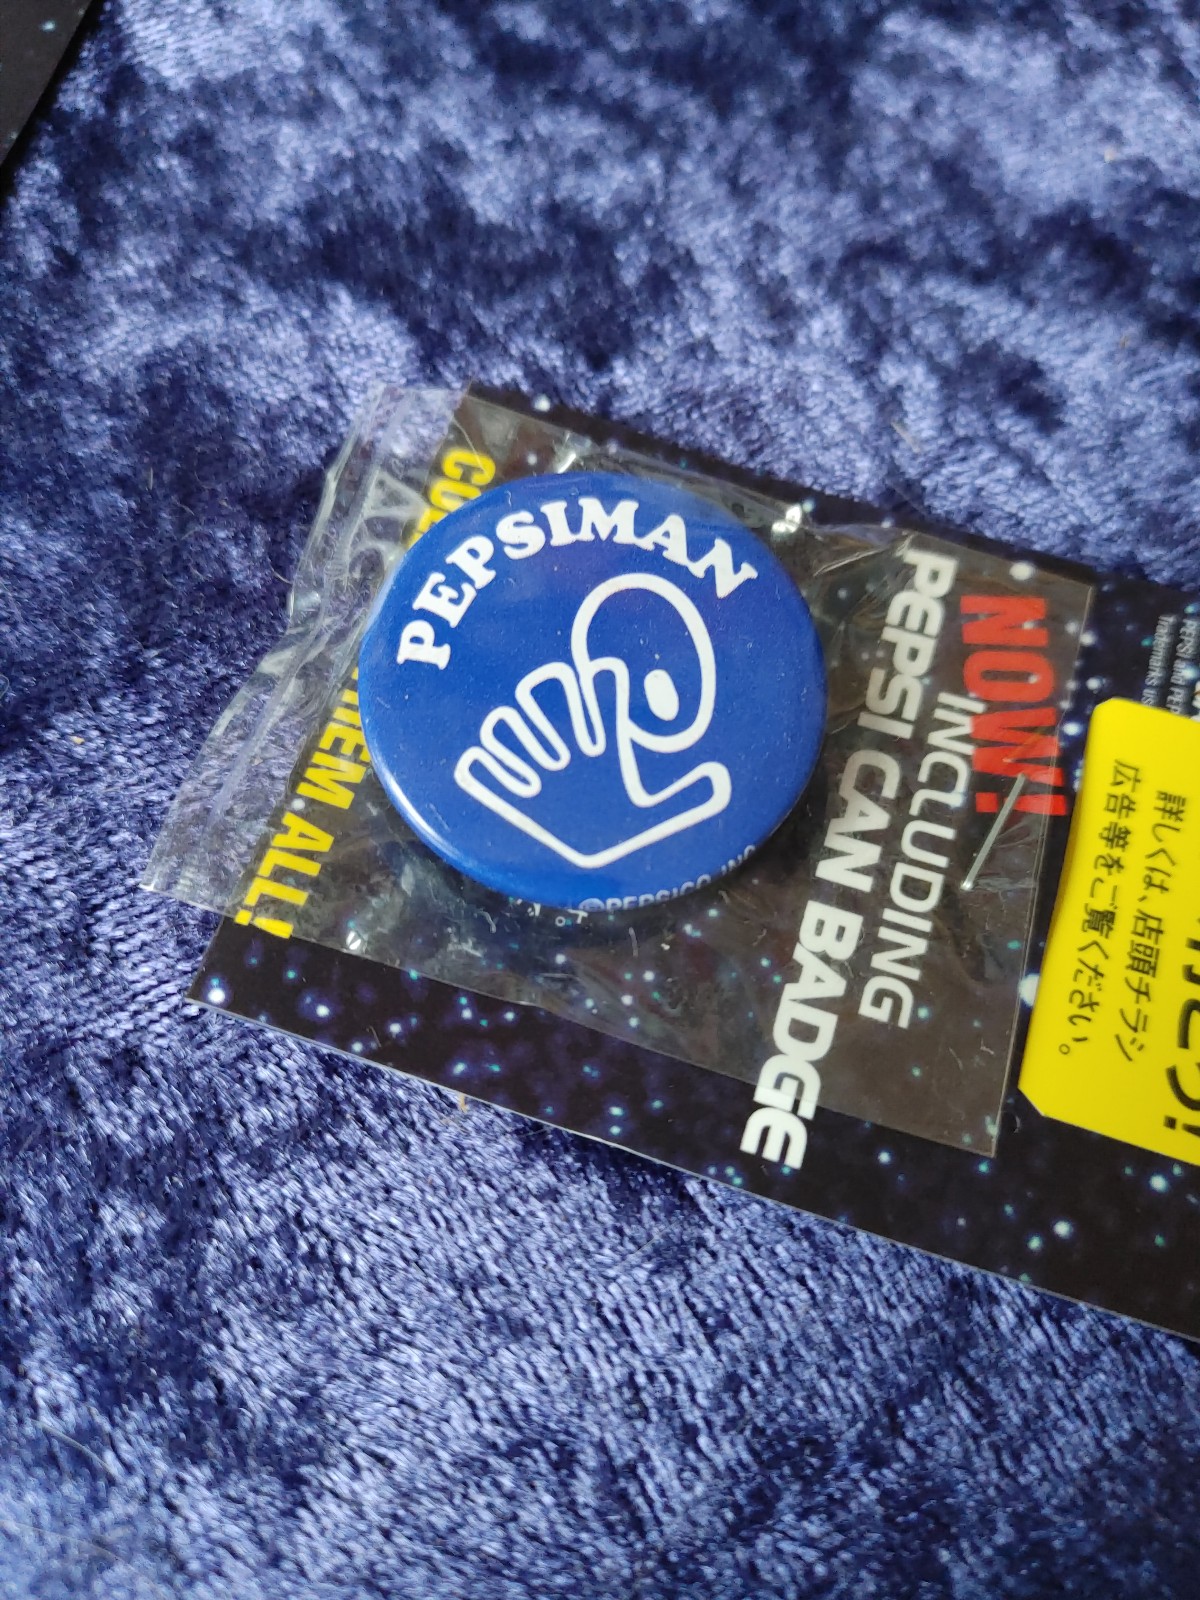 PEPSIMAN
©PEPSICO, INC.
NOW!
INCLUDING
PEPSI CAN BADGE
THEM ALL!
詳しくは、店頭チラシ
広告等をご覧ください。